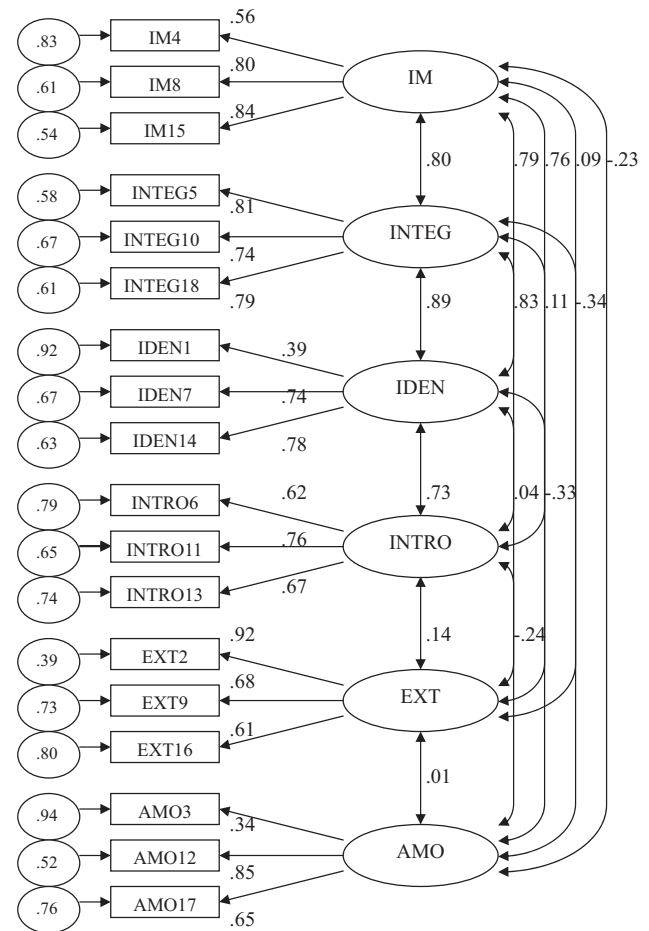 .56
.83 IM4
.80
.61 IM8 IM
.84
.54 IM15
.80 .79 .76 .09 -.23
.58 INTEG5
.81
.67 INTEG10 INTEG
.74
.61 INTEG18
.79 .89 .83 .11 -.34
.92 IDEN1
.39
.67 IDEN7 IDEN
.74
.63 IDEN14
.78
.62 .73 .04 -.33
.79 INTRO6
.76
.65 INTRO11 INTRO
.67
.74 INTRO13
.92 .14 -.24
.39 EXT2
.68
.73 EXT9 EXT
.61
.80 EXT16
.01
.94 AMO3
.34
.52 AMO12 AMO
.85
.76 AMO17
.65